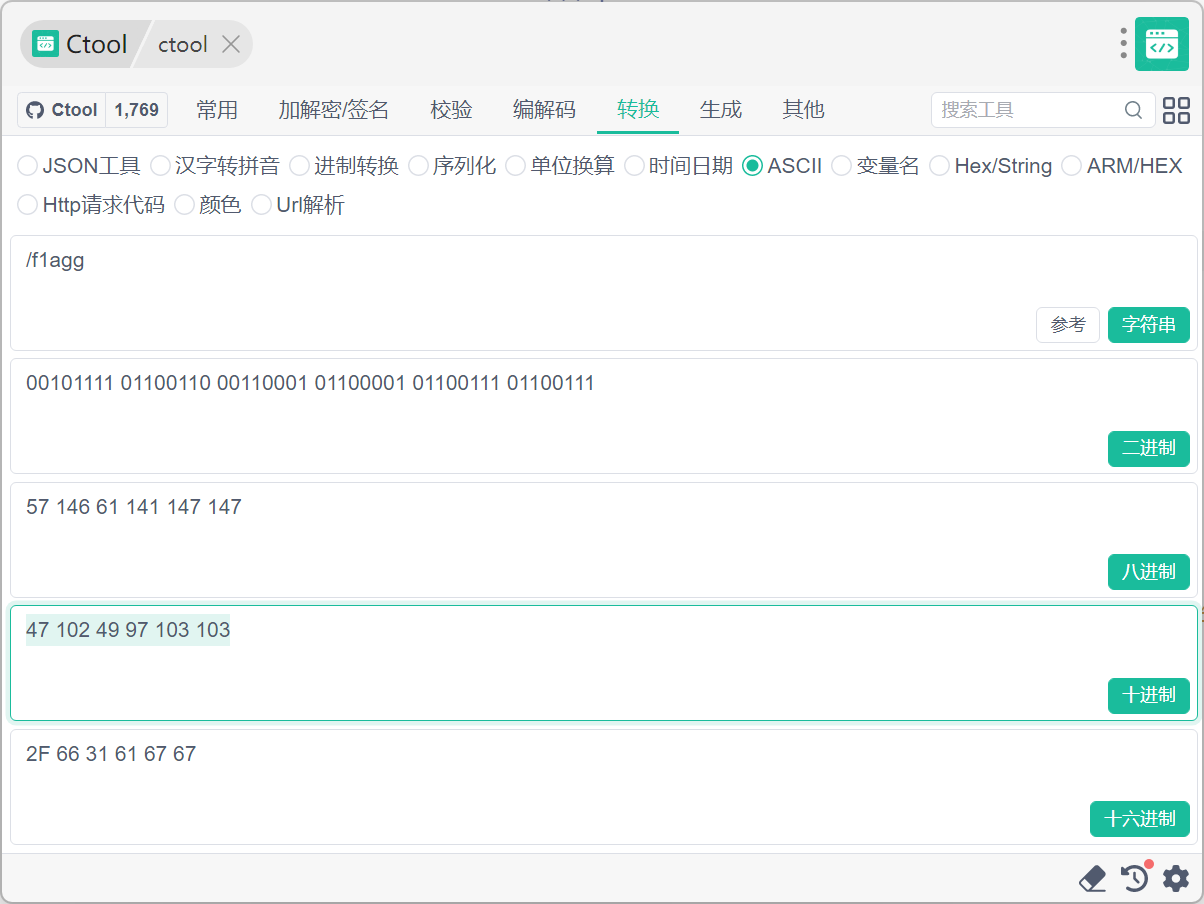 Ctool ctool
Ctool 1,769 常用 加解密/签名 校验 编解码 转换 生成 其他 搜索工具
JSON工具 汉字转拼音 进制转换 序列化 单位换算 时间日期 ASCII 变量名 Hex/String ARM/HEX
Http请求代码 颜色 Url解析
/f1agg
参考 字符串
00101111 01100110 00110001 01100001 01100111 01100111
二进制
57 146 61 141 147 147
八进制
47 102 49 97 103 103
十进制
2F 66 31 61 67 67
十六进制